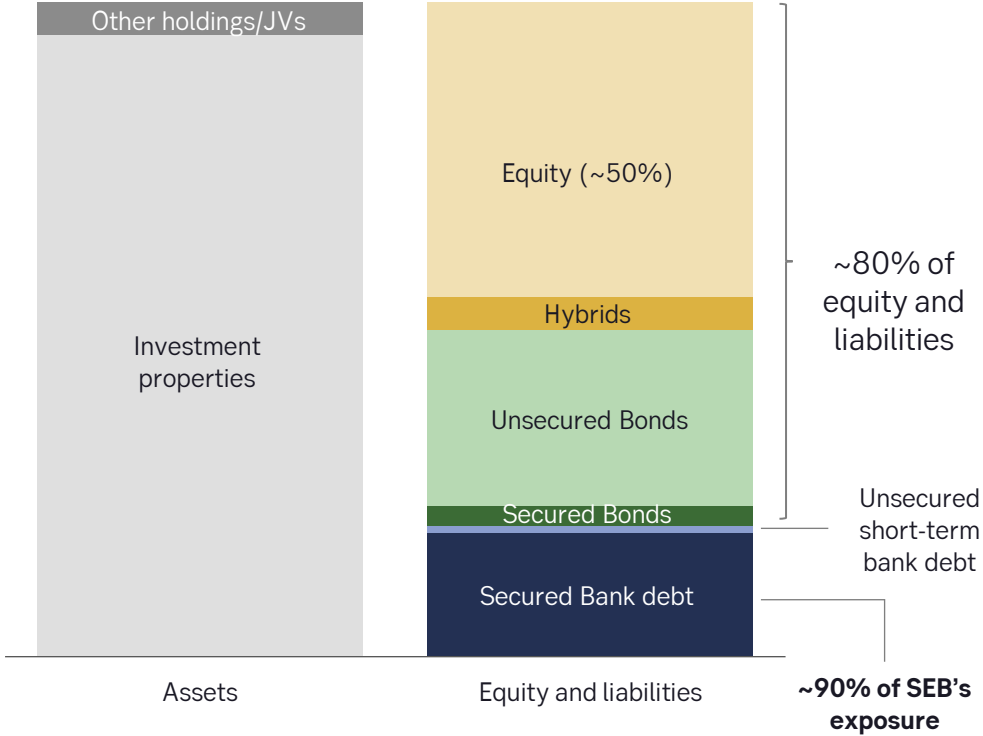 Other holdings/JVs
Investment
properties
Assets
Equity (~50%)
Hybrids
Unsecured Bonds
Secured Bonds
Secured Bank debt
Equity and liabilities
~80% of
equity and
liabilities
Unsecured
short-term
bank debt
~90% of SEB’s
exposure